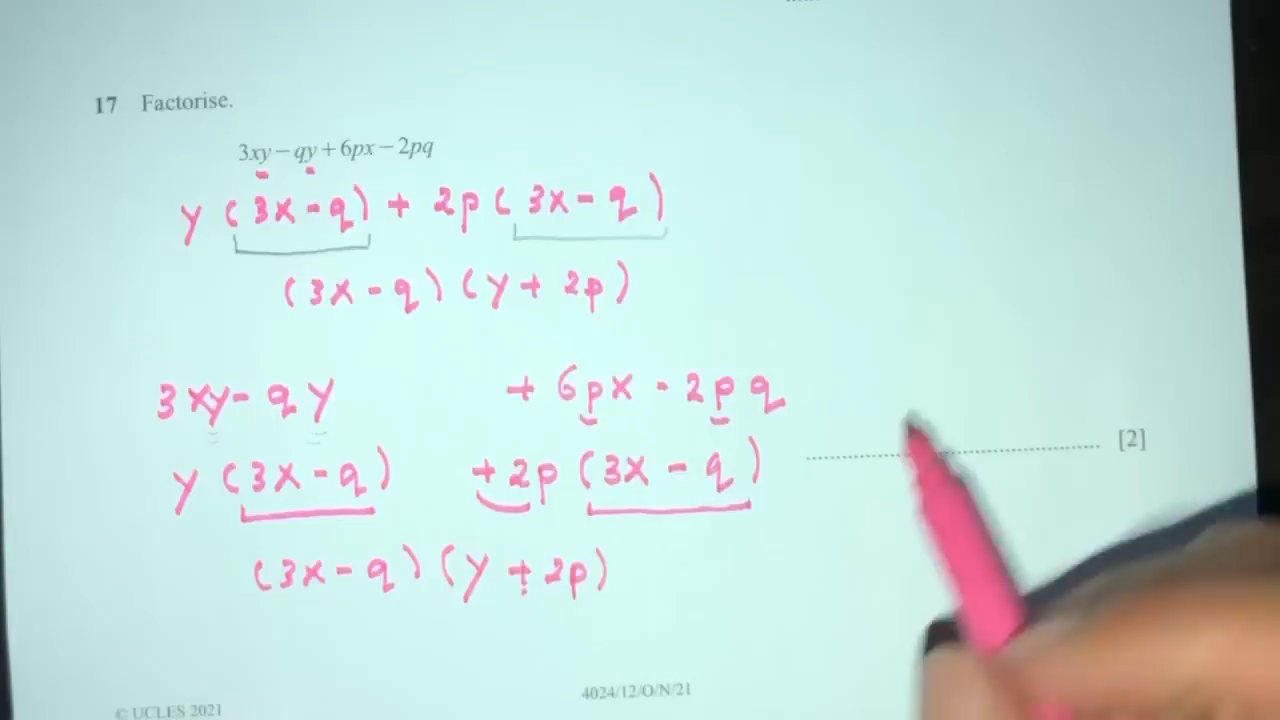 17 Factorise.
3xy – qy + 6px – 2pq
y (3x - q) + 2p (3x - q)
(3x - q) (y + 2p)
3xy - qy + 6px - 2pq
y (3x - q) + 2p (3x - q)
.......... [2]
(3x - q) (y + 2p)
4024/12/O/N/21
© UCLES 2021